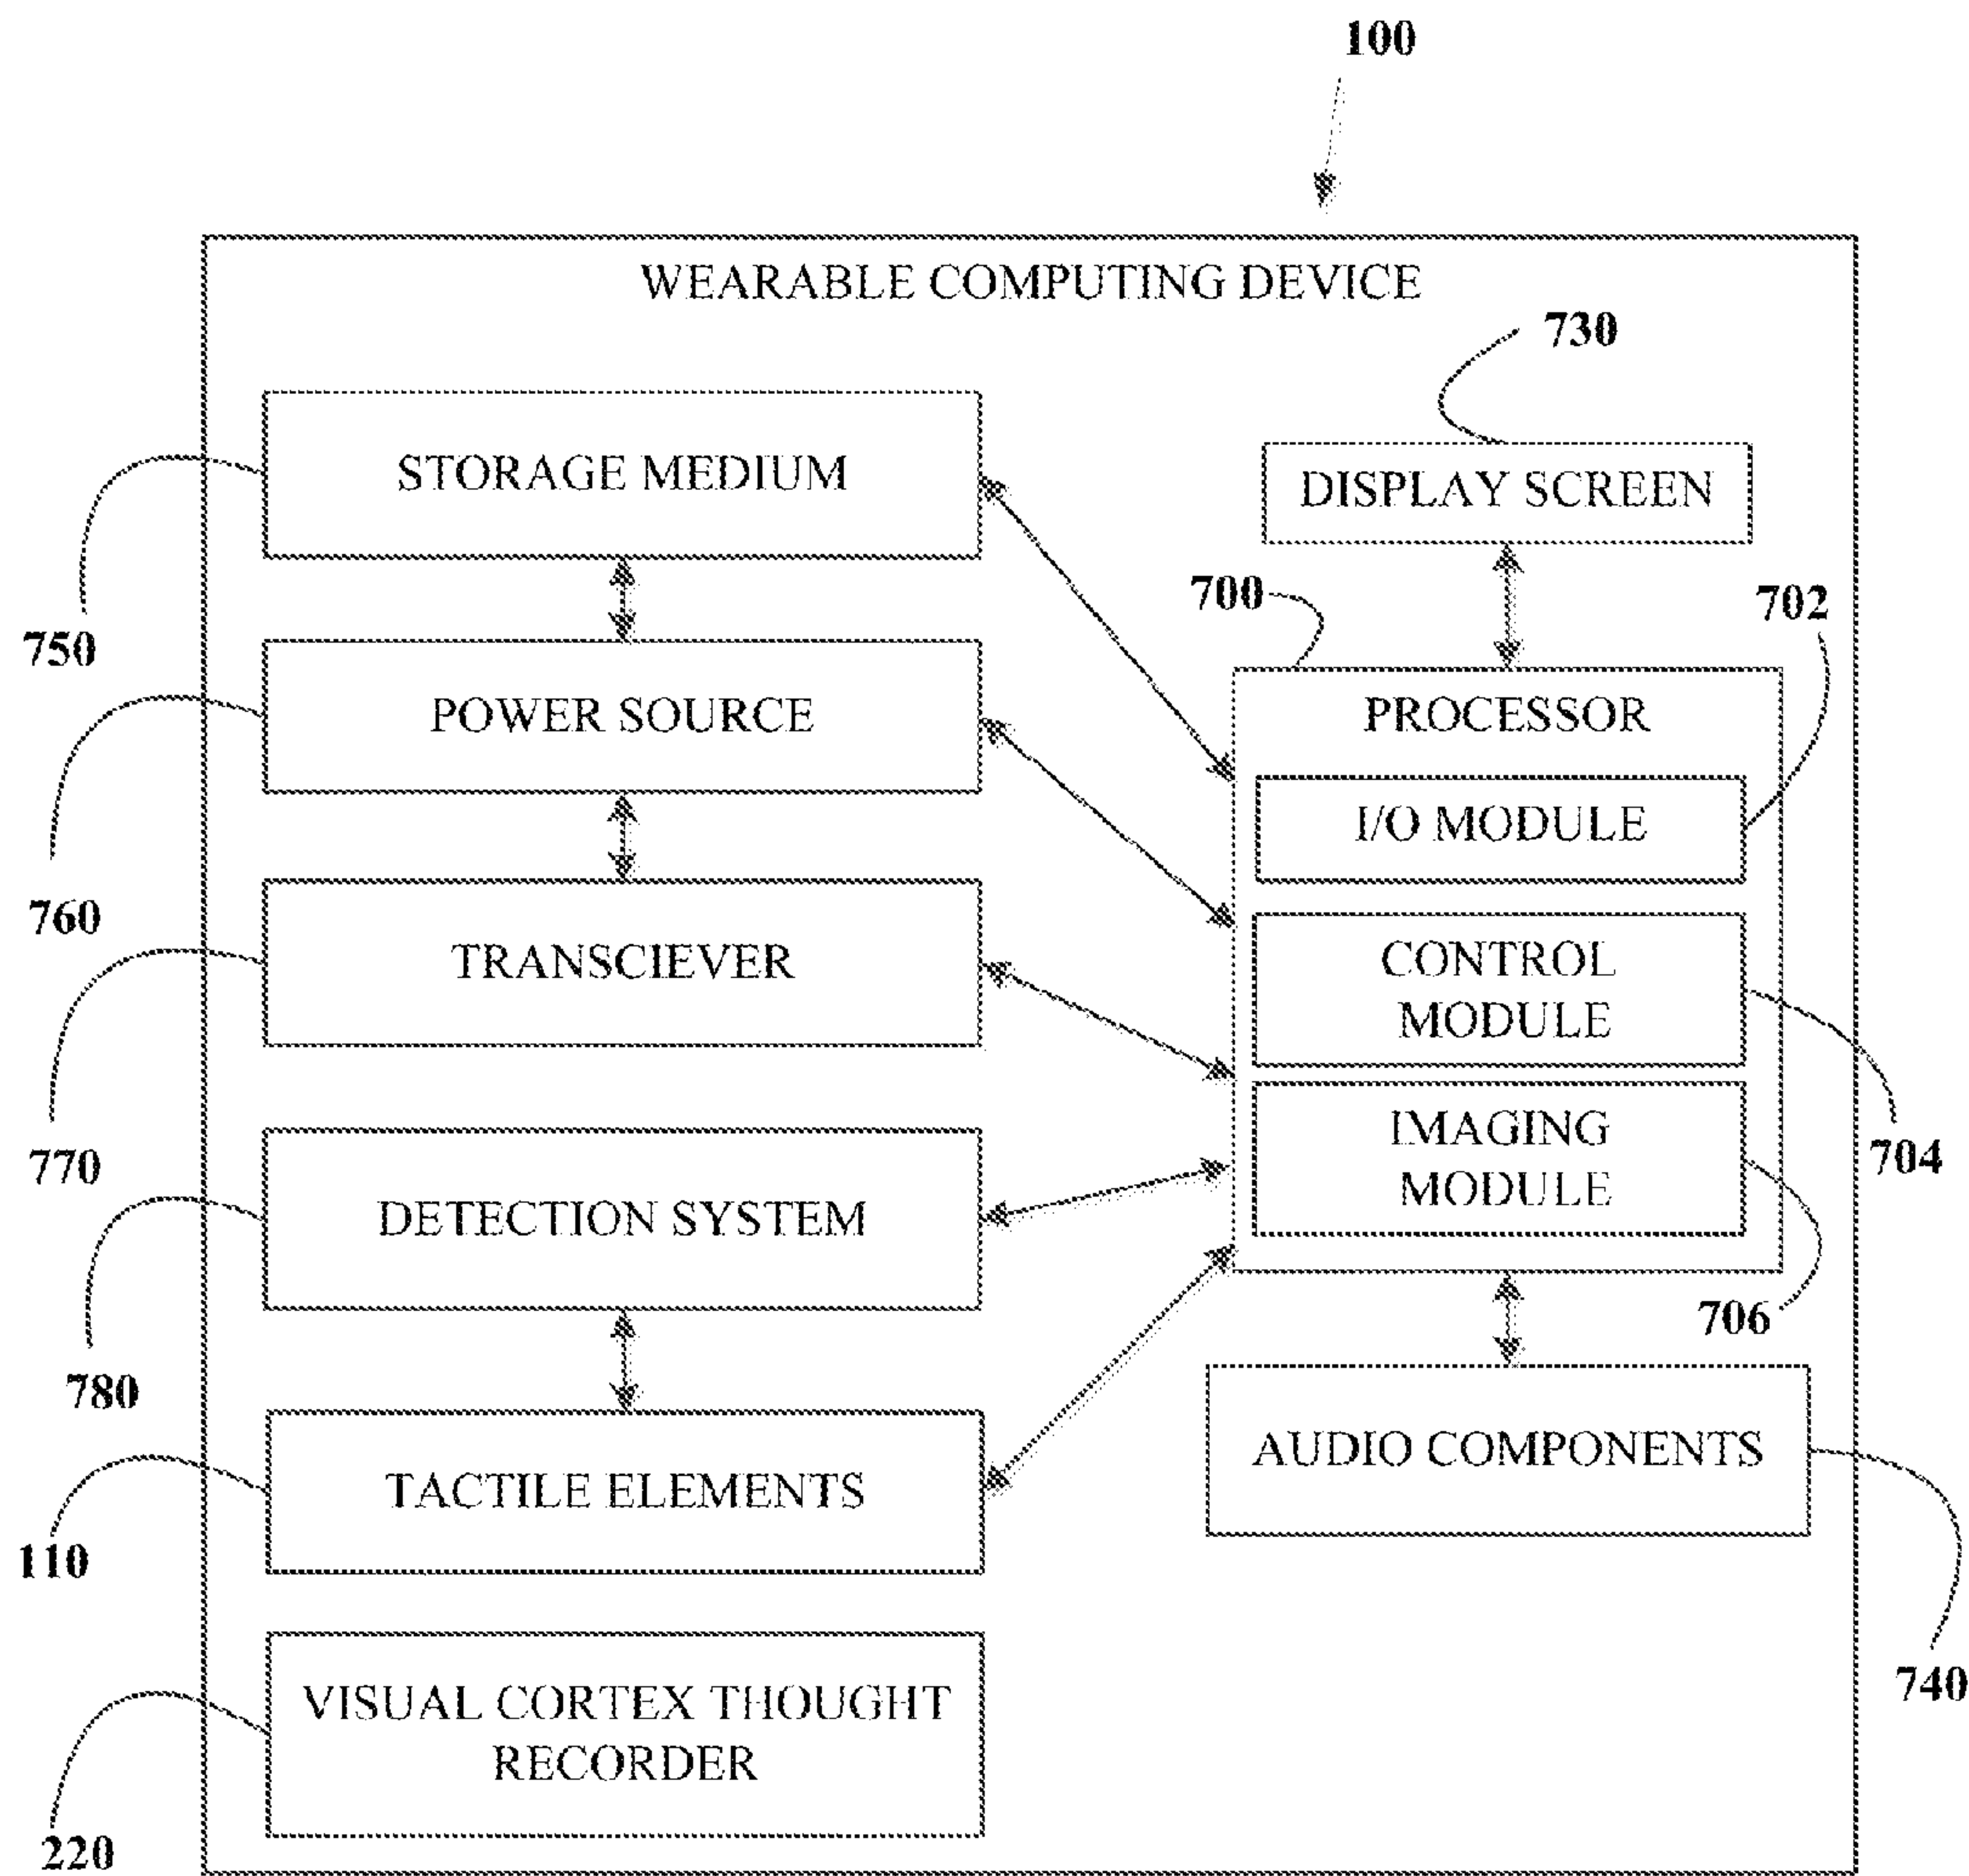 100
WEARABLE COMPUTING DEVICE
730
STORAGE MEDIUM
DISPLAY SCREEN
700
702
750
POWER SOURCE
PROCESSOR
I/O MODULE
760
TRANSCIEVER
CONTROL
MODULE
770
IMAGING
MODULE
704
DETECTION SYSTEM
706
780
AUDIO COMPONENTS
TACTILE ELEMENTS
110
740
VISUAL CORTEX THOUGHT
RECORDER
220